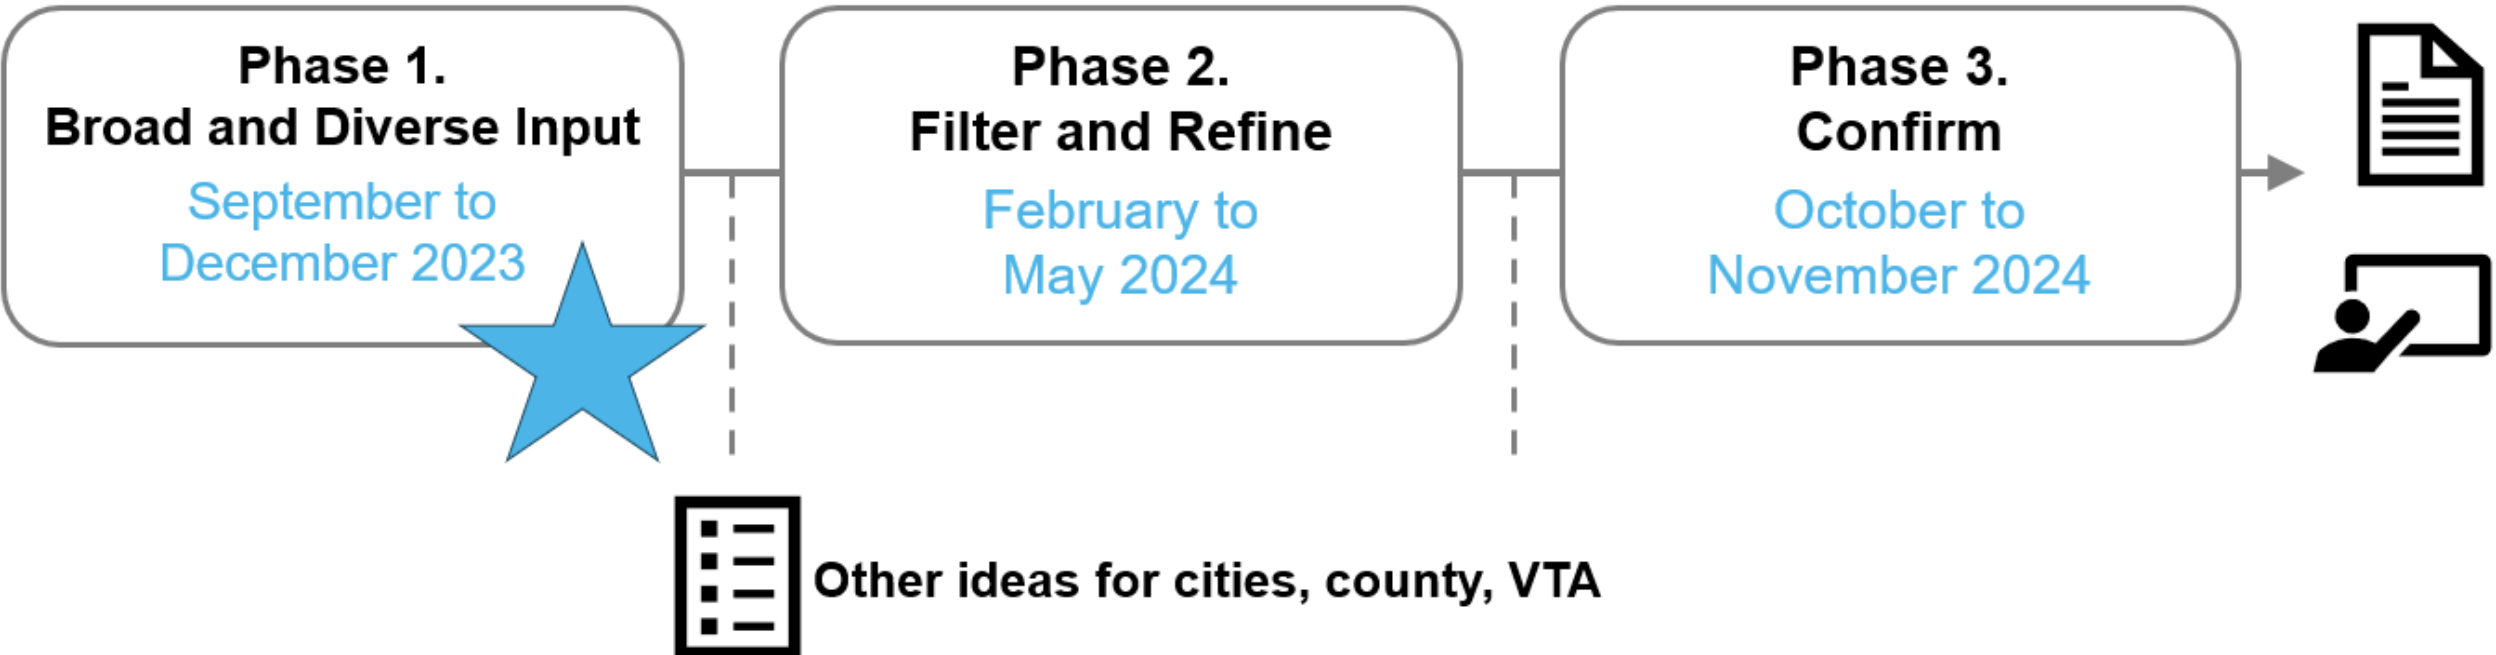 Phase 1.
Broad and Diverse Input
September to
December 2023
Phase 2.
Filter and Refine
February to
May 2024
Phase 3.
Confirm
October to
November 2024
Other ideas for cities, county, VTA